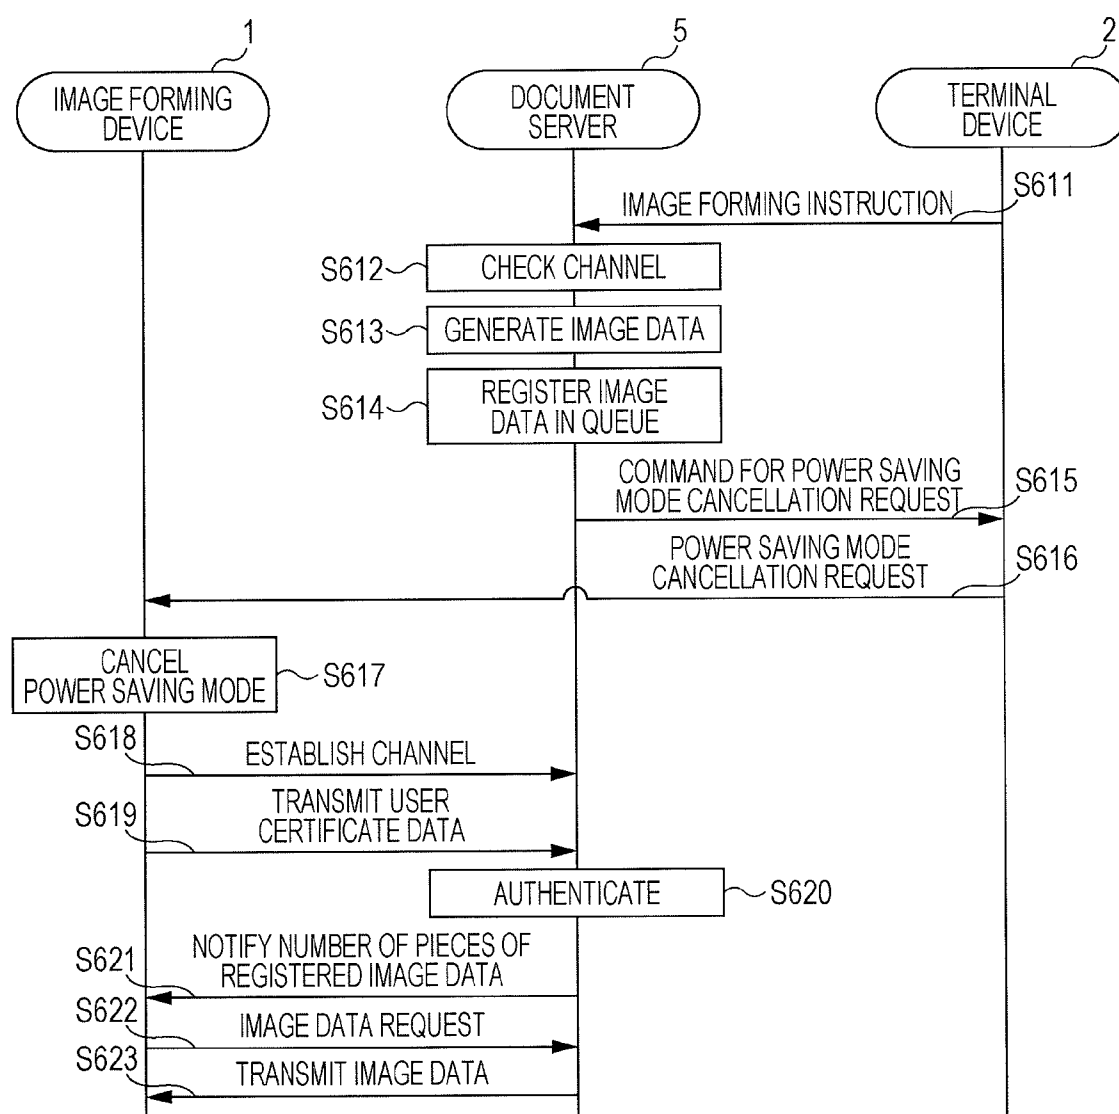 1
5
2
IMAGE FORMING
DEVICE
DOCUMENT
SERVER
TERMINAL
DEVICE
S611
IMAGE FORMING INSTRUCTION
S612
CHECK CHANNEL
S613
GENERATE IMAGE DATA
S614
REGISTER IMAGE
DATA IN QUEUE
COMMAND FOR POWER SAVING
MODE CANCELLATION REQUEST
S615
POWER SAVING MODE
CANCELLATION REQUEST
S616
CANCEL
POWER SAVING MODE
S617
S618
ESTABLISH CHANNEL
S619
TRANSMIT USER
CERTIFICATE DATA
AUTHENTICATE
S620
S621
NOTIFY NUMBER OF PIECES OF
REGISTERED IMAGE DATA
S622
IMAGE DATA REQUEST
S623
TRANSMIT IMAGE DATA